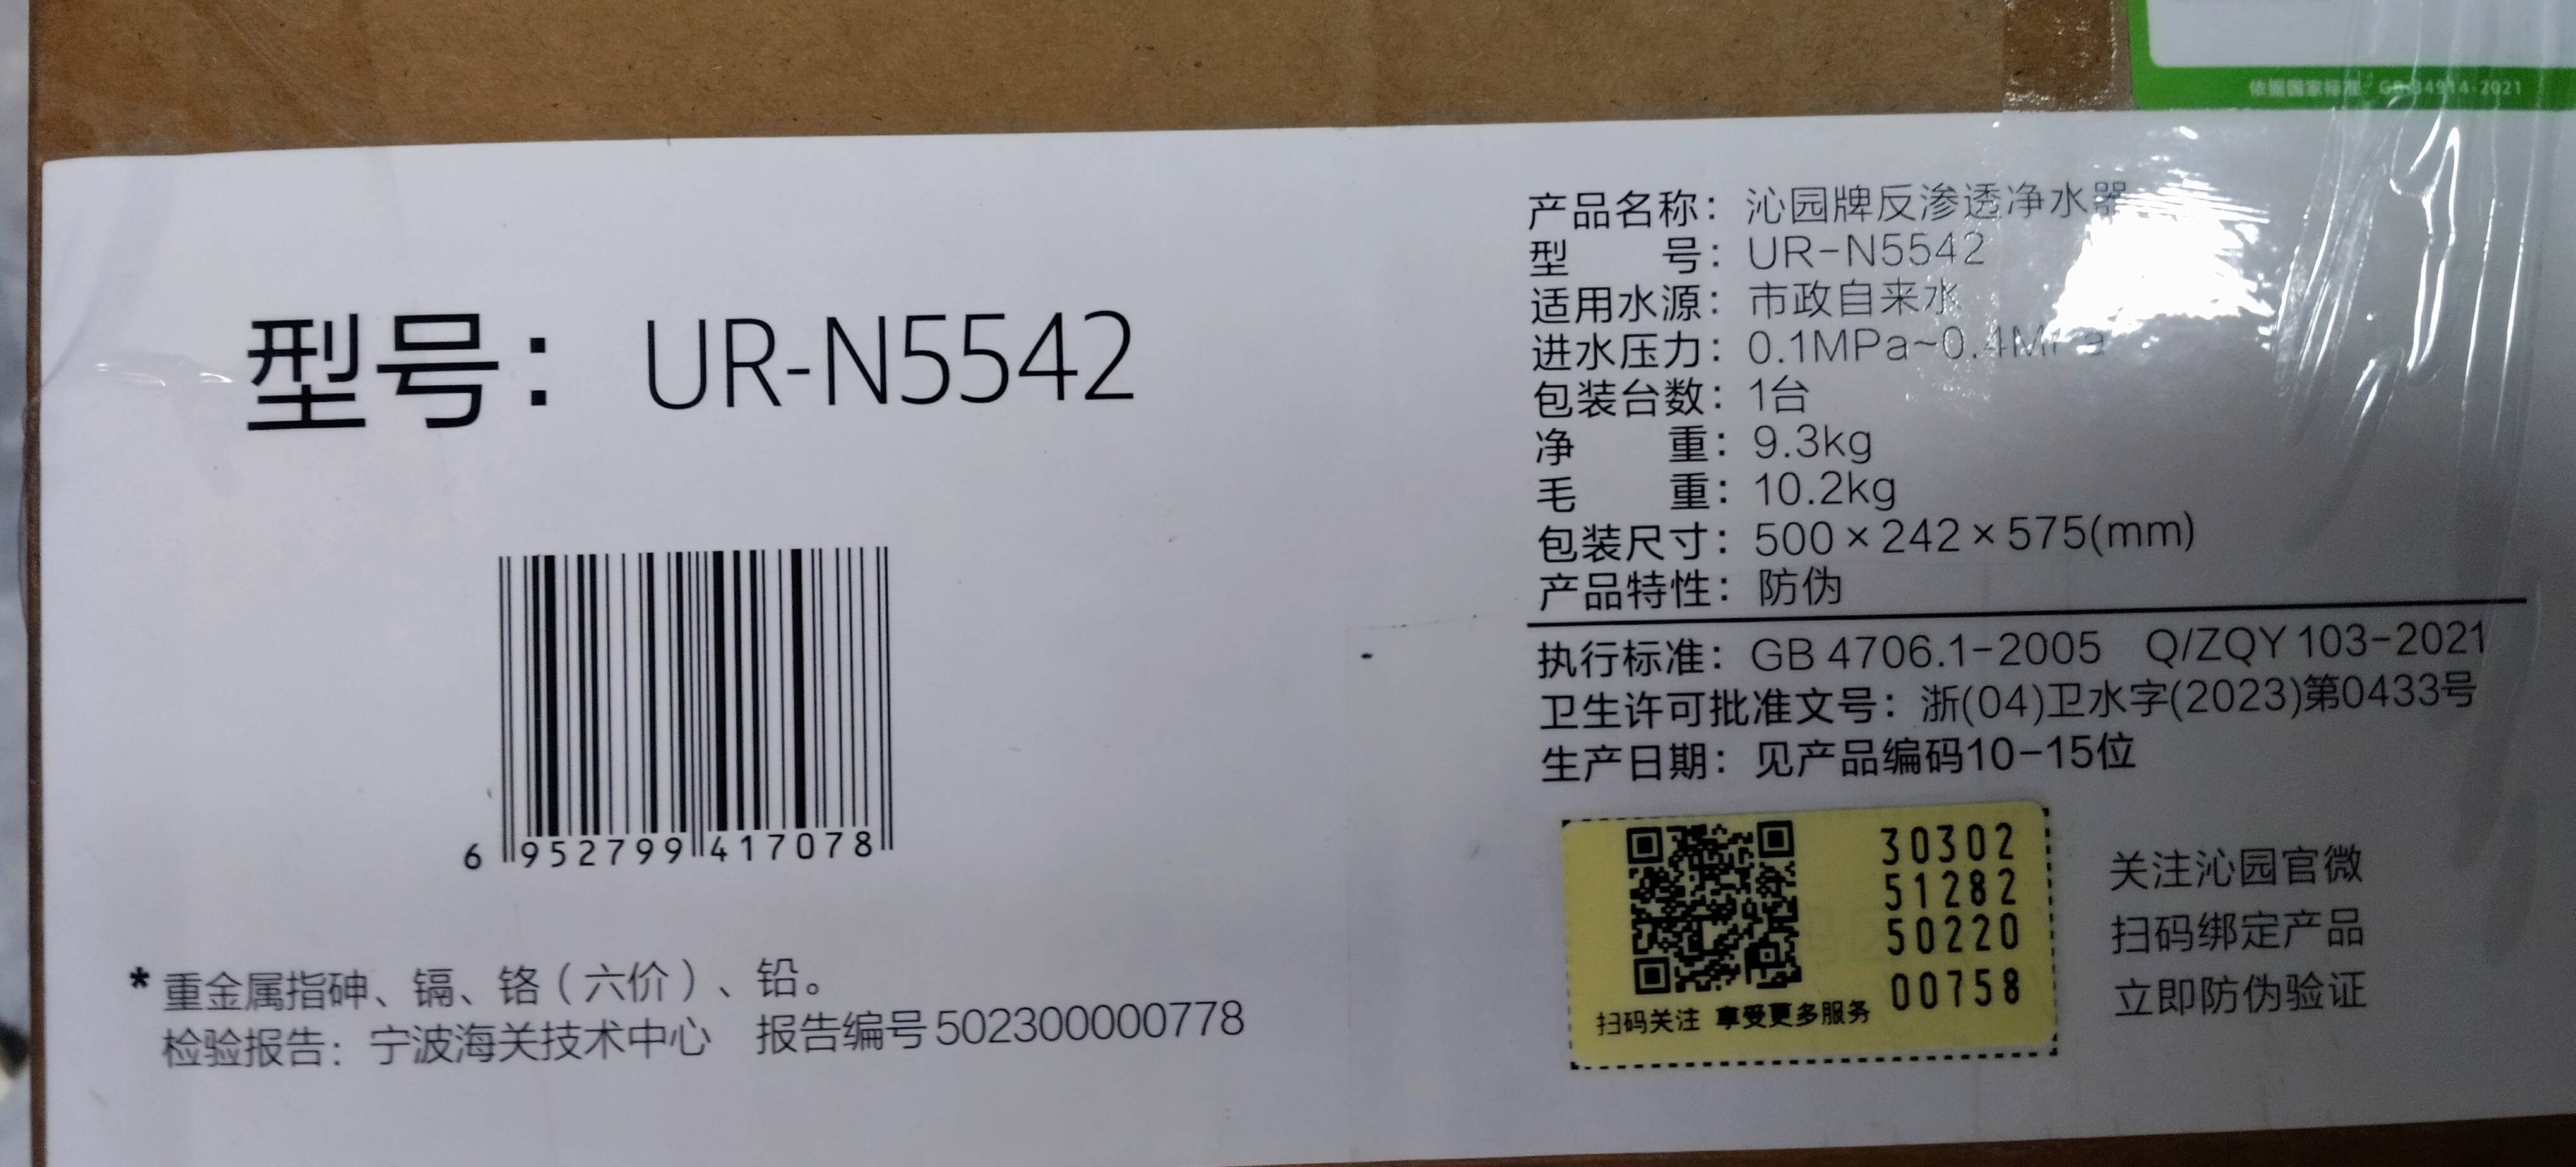 依据国家标准：GB 34914-2021
型号： UR-N5542
6 952799 417078
*重金属指砷、镉、铬（六价）、铅。
检验报告：宁波海关技术中心 报告编号502300000778
产品名称：沁园牌反渗透净水器
型 号：UR-N5542
适用水源：市政自来水
进水压力：0.1MPa~0.4MPa
包装台数：1台
净 重：9.3kg
毛 重：10.2kg
包装尺寸：500×242×575(mm)
产品特性：防伪
执行标准：GB 4706.1-2005 Q/ZQY 103-2021
卫生许可批准文号：浙(04)卫水字(2023)第0433号
生产日期：见产品编码10-15位
30302
51282
50220
00758
扫码关注 享受更多服务
关注沁园官微
扫码绑定产品
立即防伪验证